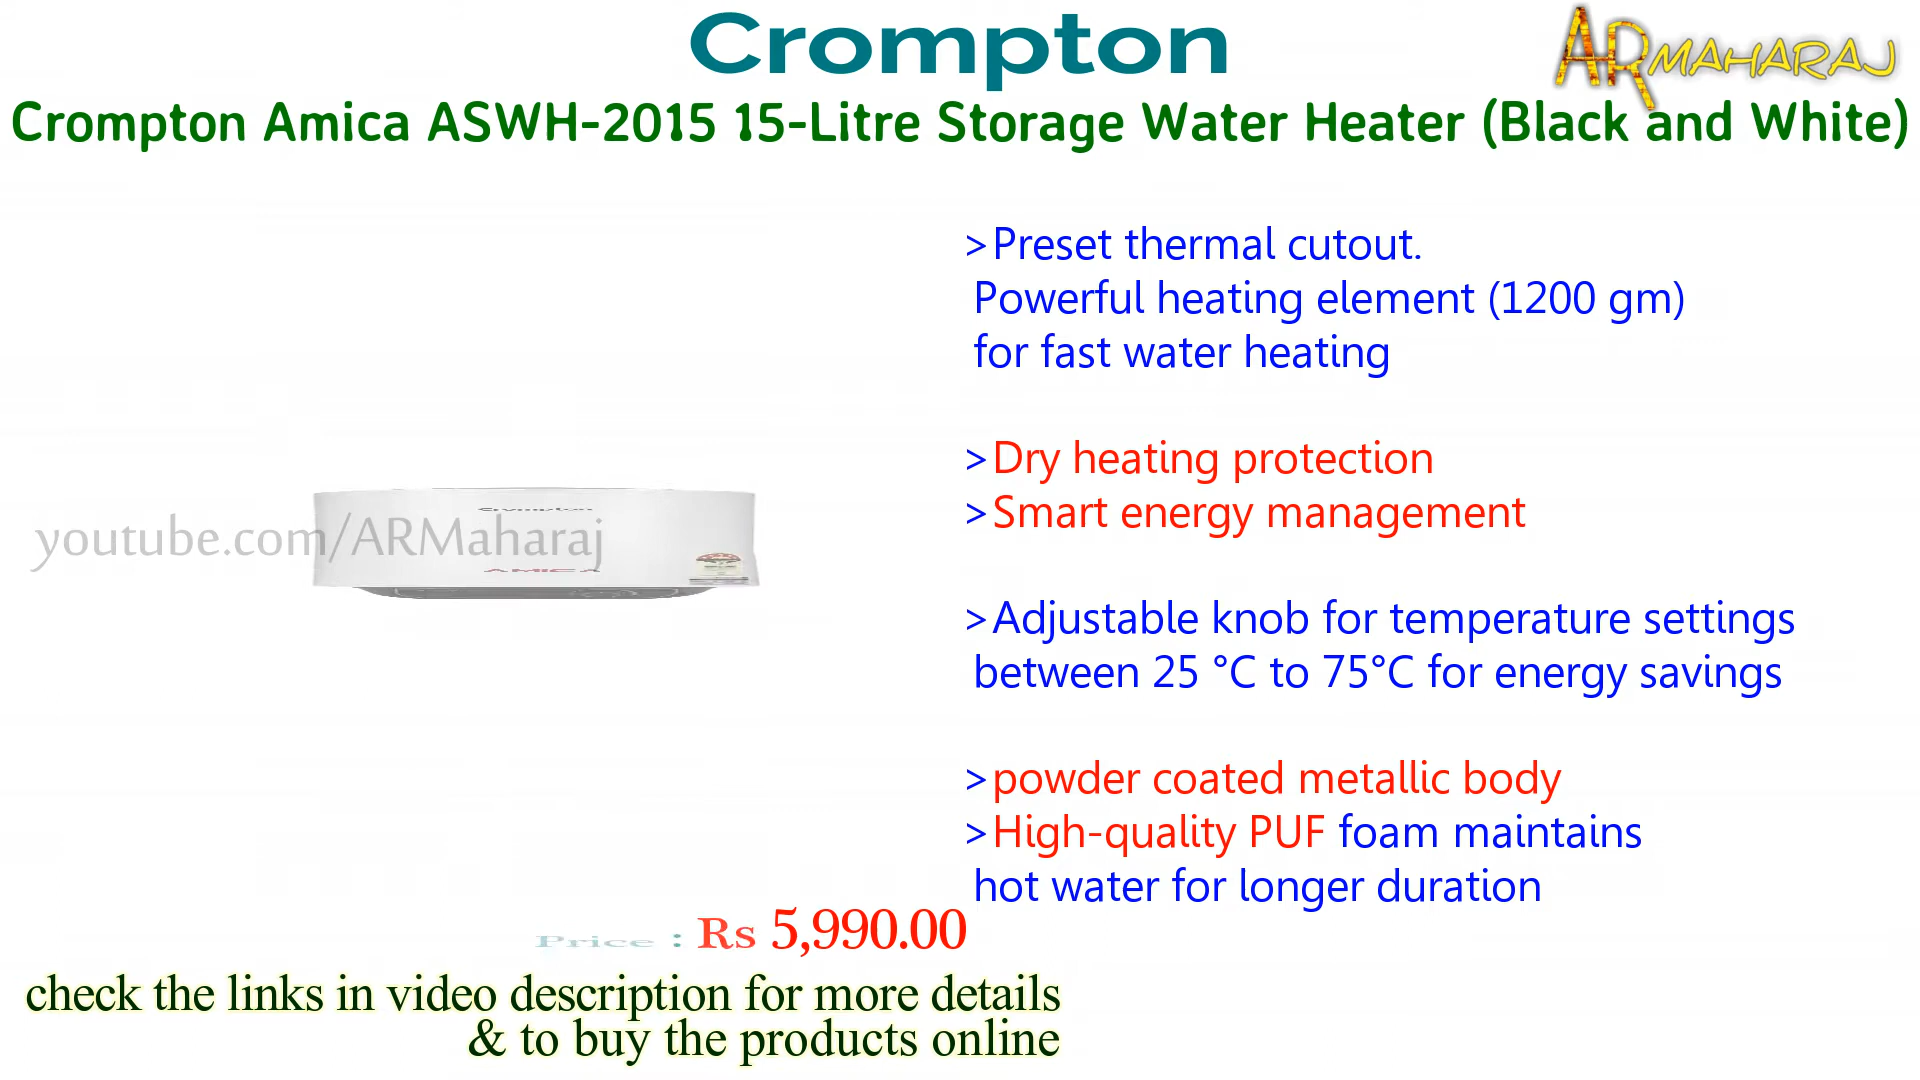 Crompton
ARMAHARAJ
Crompton Amica ASWH-2015 15-Litre Storage Water Heater (Black and White)
>Preset thermal cutout.
Powerful heating element (1200 gm)
for fast water heating
>Dry heating protection
>Smart energy management
Crompton
youtube.com/ARMaharaj
AMICA
>Adjustable knob for temperature settings
between 25 °C to 75°C for energy savings
>powder coated metallic body
>High-quality PUF foam maintains
hot water for longer duration
Price : Rs 5,990.00
check the links in video description for more details
& to buy the products online